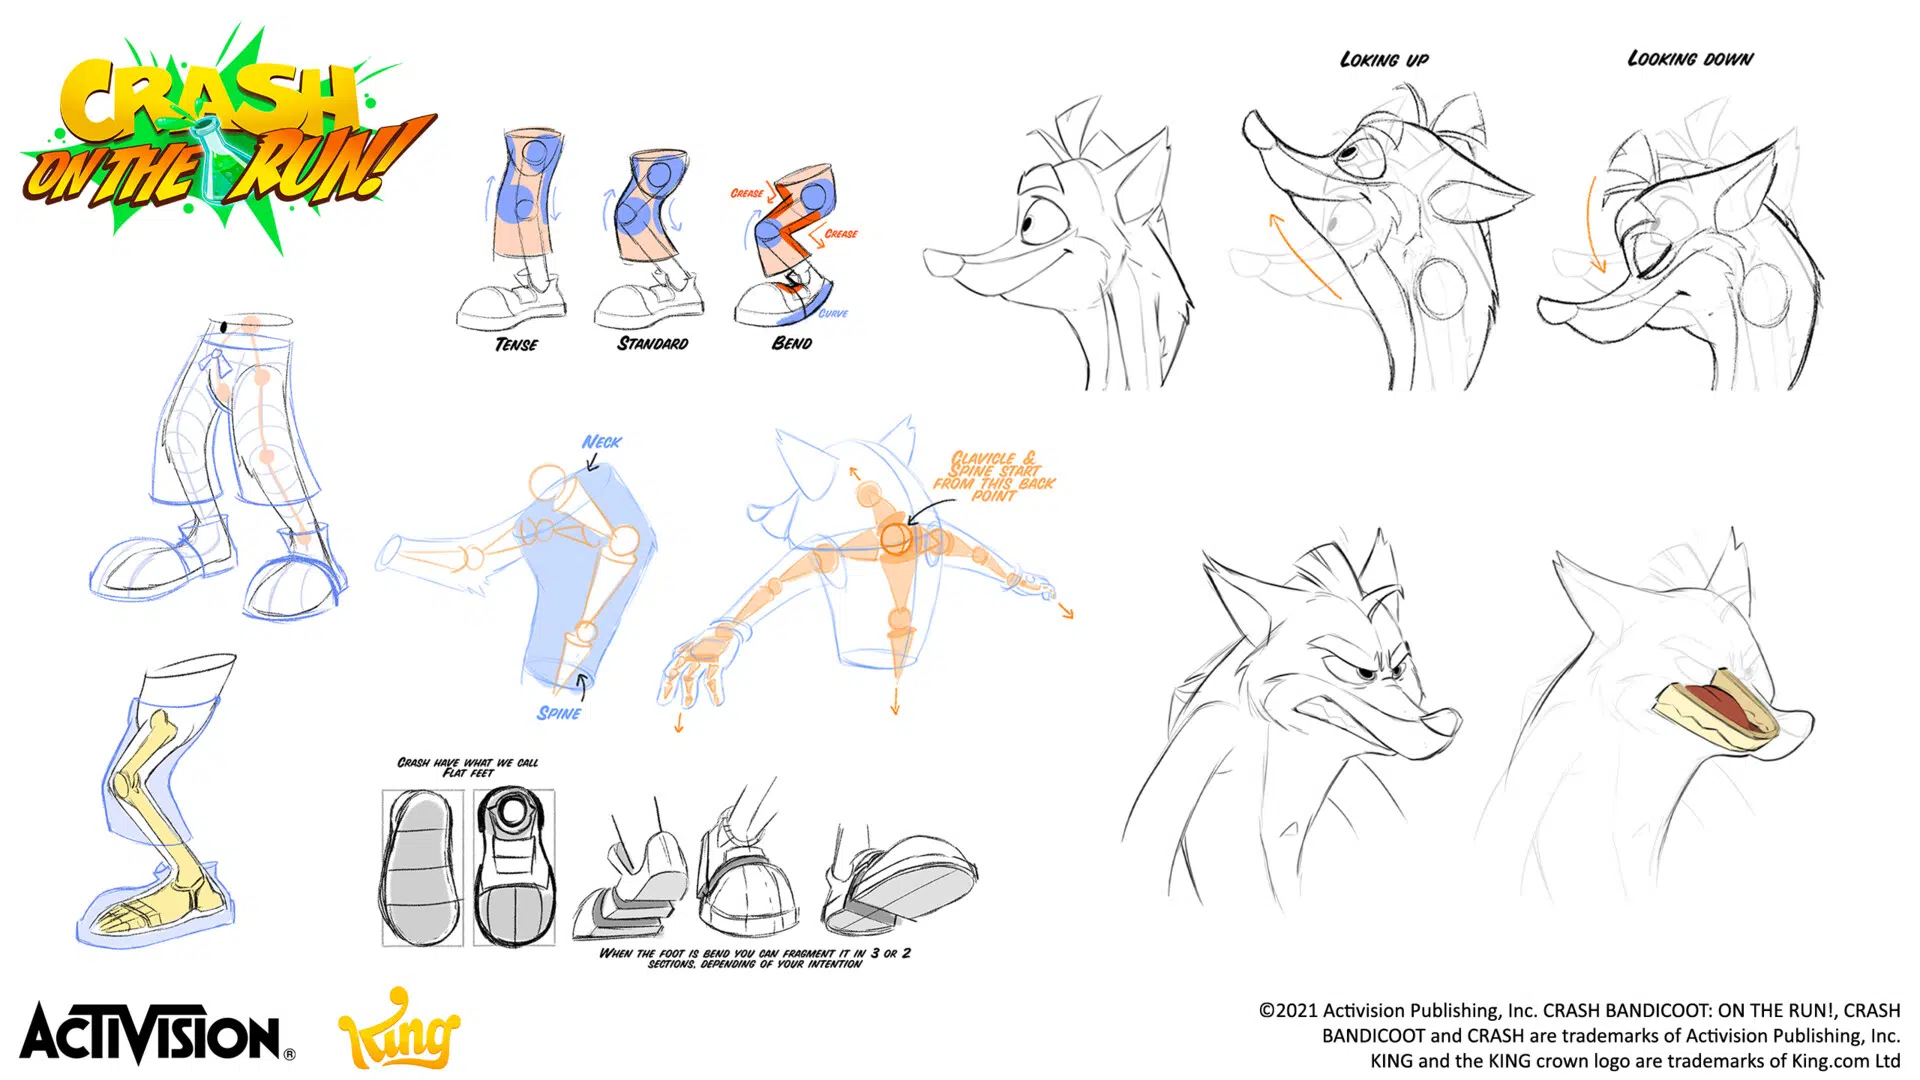 CRASH
ON THE RUN!
LOKING UP
LOOKING DOWN
CREASE
CREASE
CURVE
TENSE
STANDARD
BEND
NECK
SPINE
CLAVICLE &
SPINE START
FROM THIS BACK
POINT
CRASH HAVE WHAT WE CALL
FLAT FEET
WHEN THE FOOT IS BEND YOU CAN FRAGMENT IT IN 3 OR 2
SECTIONS, DEPENDING OF YOUR INTENTION
ACTIVISION®
King
©2021 Activision Publishing, Inc. CRASH BANDICOOT: ON THE RUN!, CRASH
BANDICOOT and CRASH are trademarks of Activision Publishing, Inc.
KING and the KING crown logo are trademarks of King.com Ltd